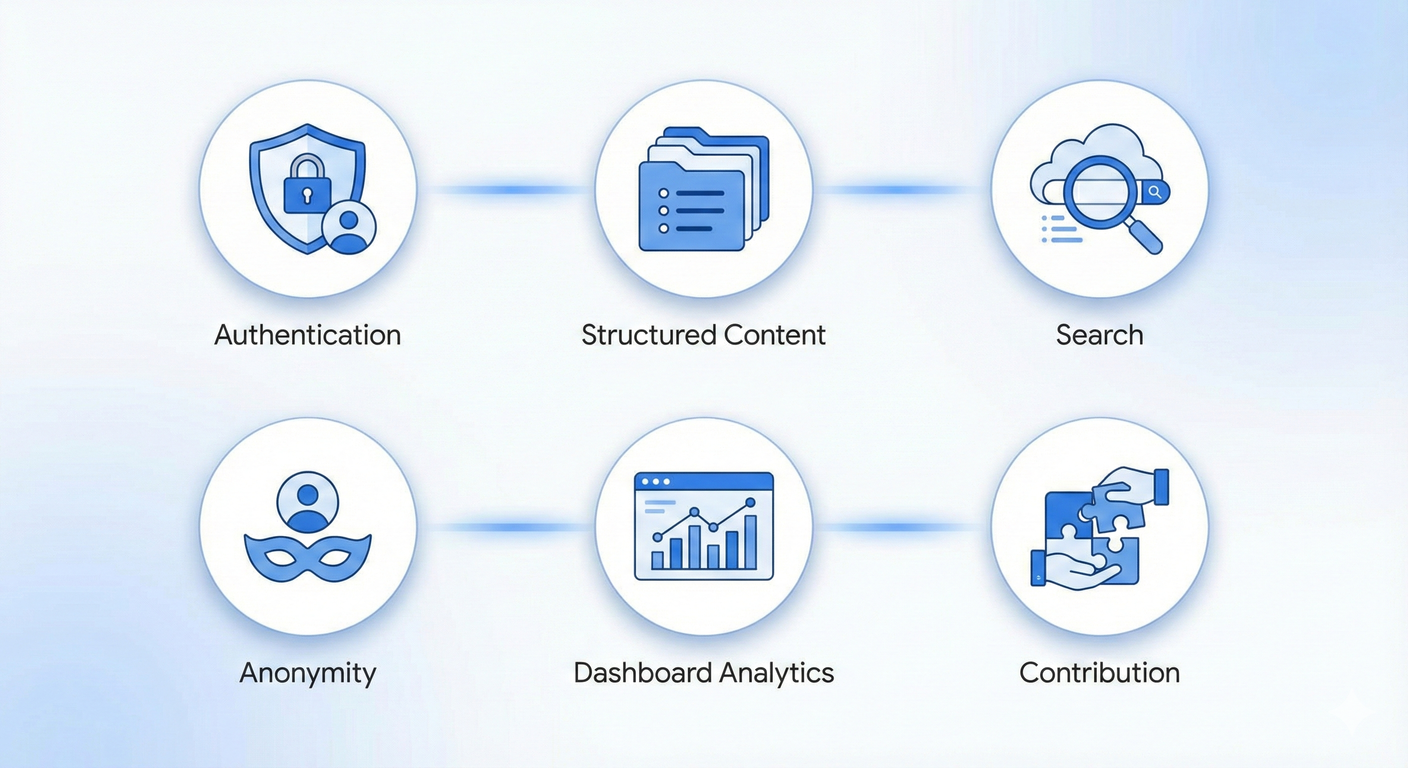 Authentication
Structured Content
Search
Anonymity
Dashboard Analytics
Contribution